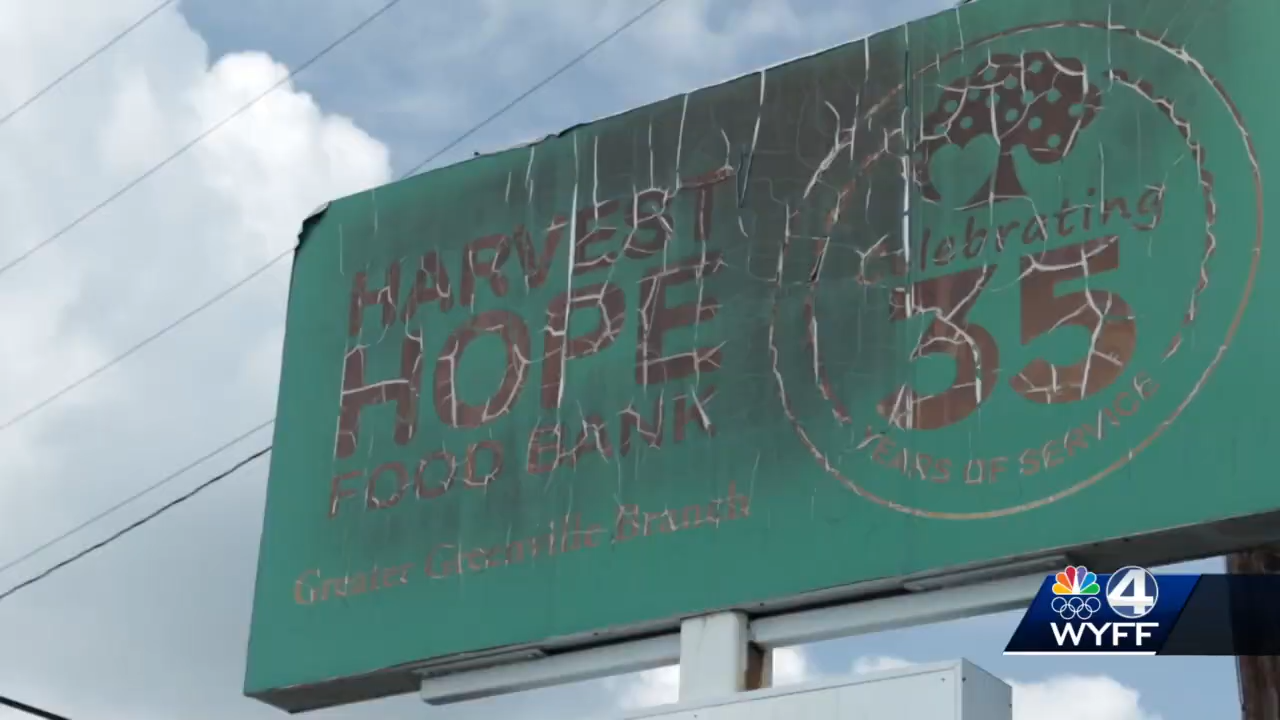 HARVEST
HOPE
FOOD BANK
Greater Greenville Branch
Celebrating
35
YEARS OF SERVICE
4
WYFF